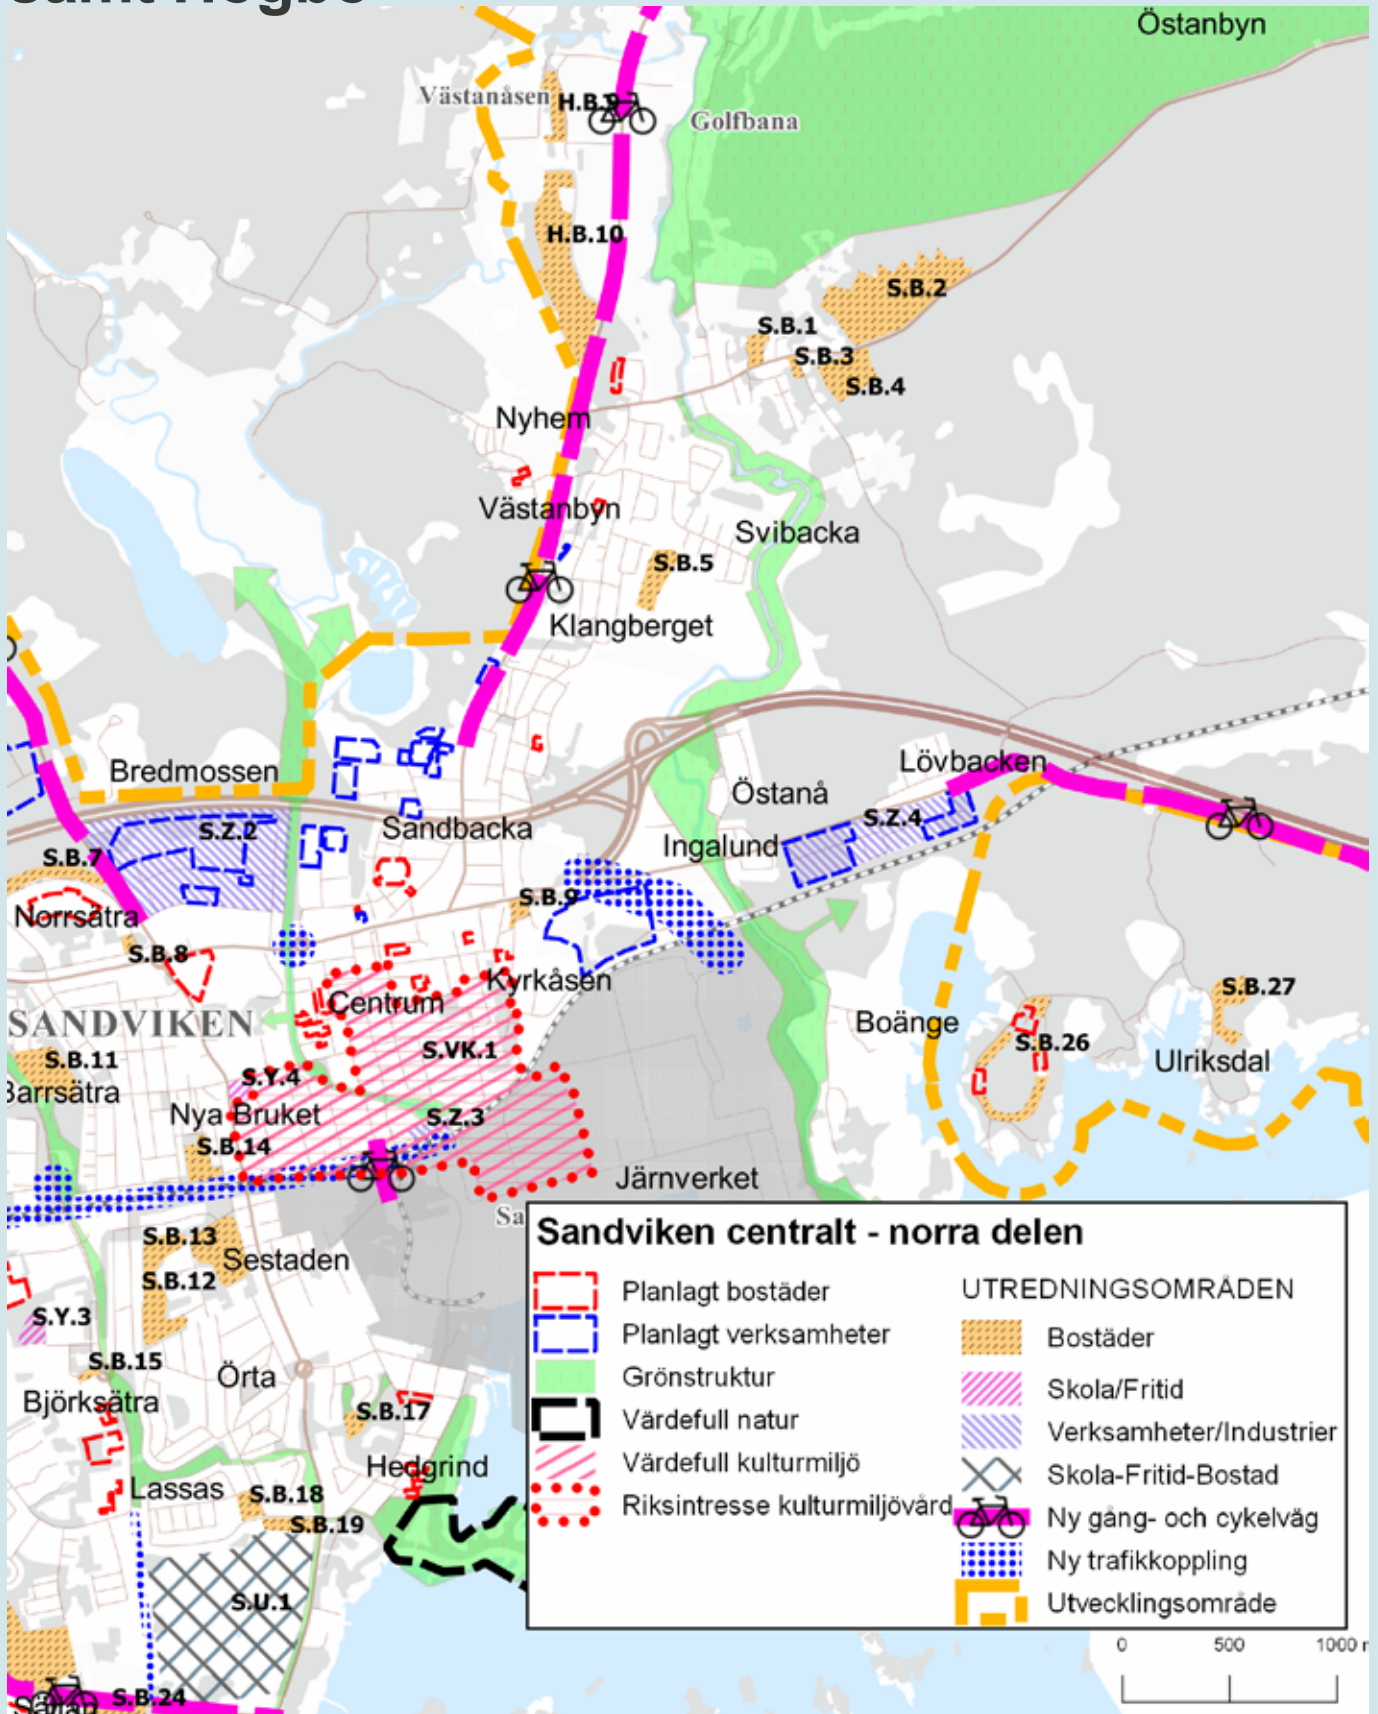 Östanbyn
Västanåsen
H.B.9
Golfbana
H.B.10
S.B.2
S.B.1
S.B.3
S.B.4
Nyhem
Västanbyn
Svibacka
S.B.5
Klangberget
Lövbacken
Bredmossen
Östanå
S.Z.4
S.Z.2
Sandbacka
Ingalund
S.B.7
S.B.9
Norrsätra
S.B.8
Kyrkåsen
S.B.27
Centrum
SANDVIKEN
Boänge
S.B.26
S.VK.1
S.B.11
Ulriksdal
S.Y.4
Barrsätra
Nya Bruket
S.Z.3
S.B.14
Järnverket
Sa
S.B.13
Sestaden
S.B.12
S.Y.3
S.B.15
Örta
Björksätra
S.B.17
Hedgrind
Lassas
S.B.18
S.B.19
S.U.1
S.B.24
Sandviken centralt - norra delen
Planlagt bostäder
Planlagt verksamheter
Grönstruktur
Värdefull natur
Värdefull kulturmiljö
Riksintresse kulturmiljövård
UTREDNINGSOMRÅDEN
Bostäder
Skola/Fritid
Verksamheter/Industrier
Skola-Fritid-Bostad
Ny gång- och cykelväg
Ny trafikkoppling
Utvecklingsområde
0 500 1000